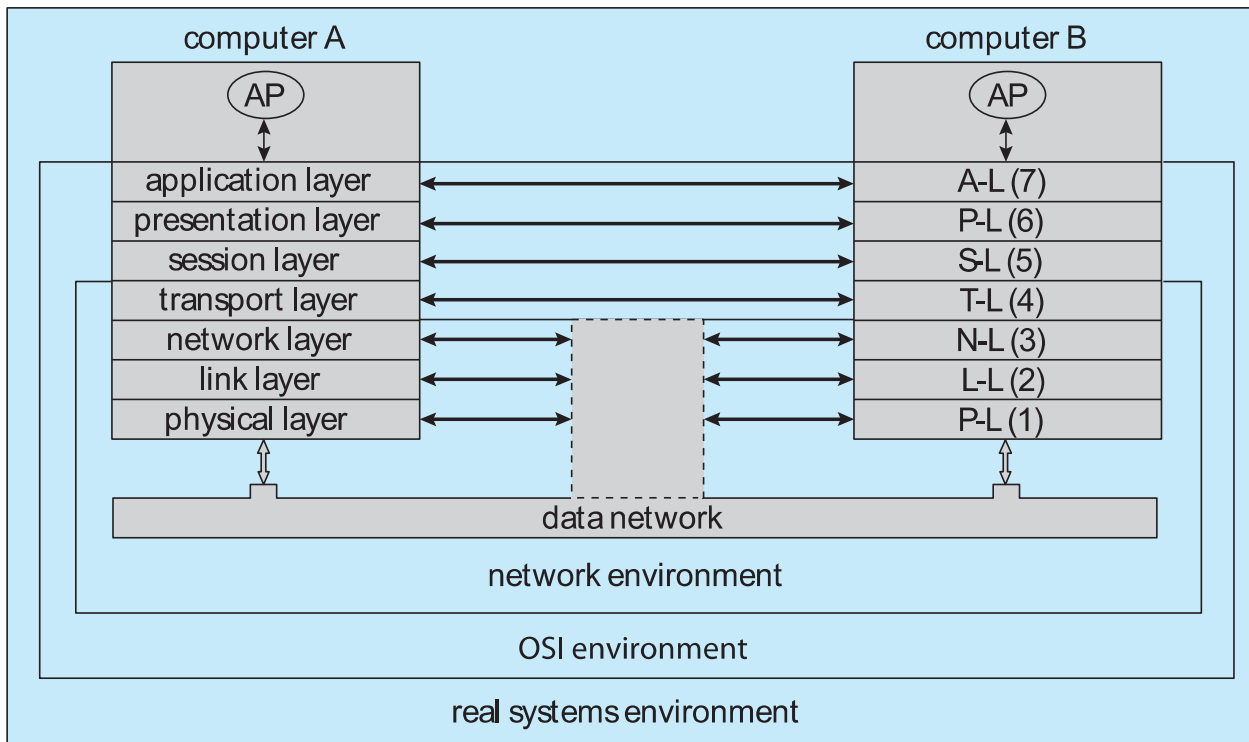 computer A
computer B
AP
AP
application layer
A-L (7)
presentation layer
P-L (6)
session layer
S-L (5)
transport layer
T-L (4)
network layer
N-L (3)
link layer
L-L (2)
physical layer
P-L (1)
data network
network environment
OSI environment
real systems environment